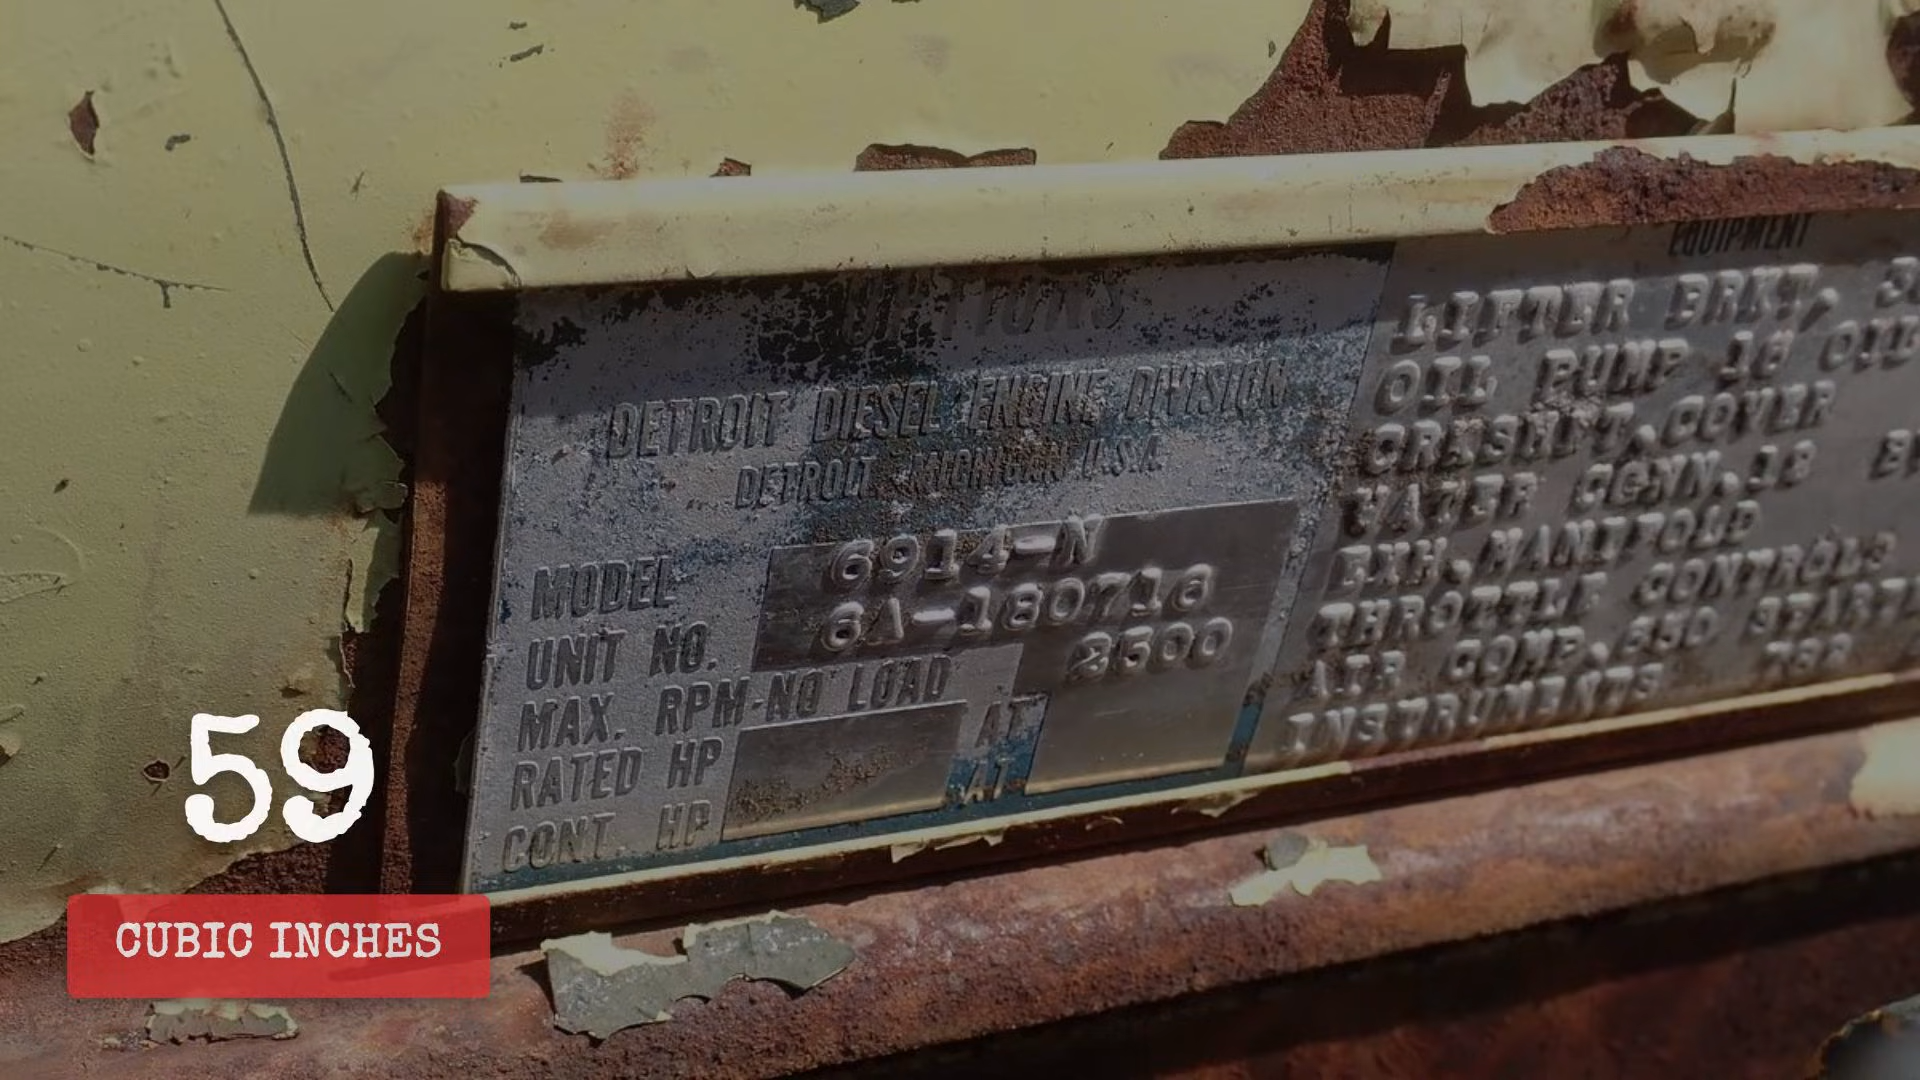 OPTIONS
DETROIT DIESEL ENGINE DIVISION
DETROIT MICHIGAN U.S.A.
MODEL 6914-N
UNIT NO. 6A-180716
MAX. RPM-NO LOAD 2500
RATED HP AT
CONT. HP AT
EQUIPMENT
LIFTER BRKT,
OIL PUMP 18 OIL
CRKSHFT.COVER
WATER CONN.12
EXH.MANIFOLD
THROTTLE CONTROLS
AIR COMP.
INSTRUMENTS
59
CUBIC INCHES